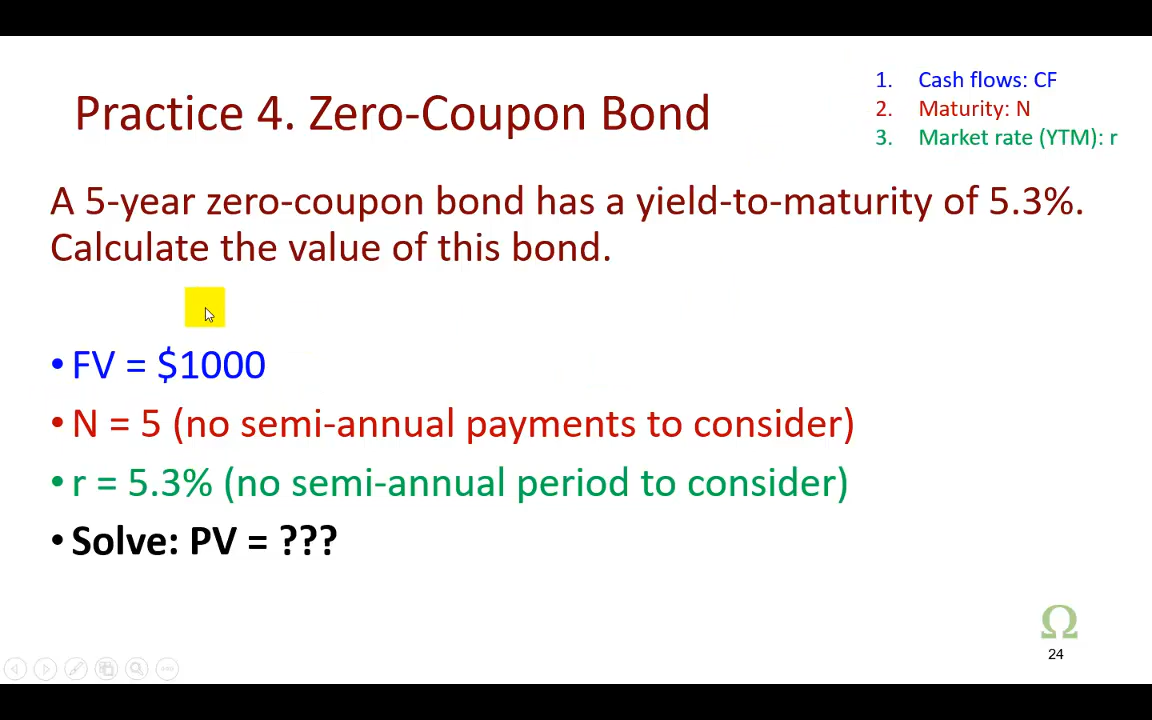 Practice 4. Zero-Coupon Bond
1. Cash flows: CF
2. Maturity: N
3. Market rate (YTM): r
A 5-year zero-coupon bond has a yield-to-maturity of 5.3%.
Calculate the value of this bond.
• FV = $1000
• N = 5 (no semi-annual payments to consider)
• r = 5.3% (no semi-annual period to consider)
• Solve: PV = ???
Ω
24